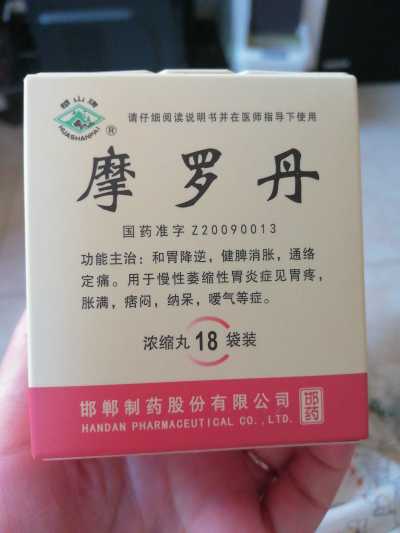 华山牌
HUASHANPAI
®
请仔细阅读说明书并在医师指导下使用
摩罗丹
国药准字 Z20090013
功能主治：和胃降逆，健脾消胀，通络
定痛。用于慢性萎缩性胃炎症见胃疼，
胀满，痞闷，纳呆，嗳气等症。
浓缩丸 18 袋装
邯郸制药股份有限公司
HANDAN PHARMACEUTICAL CO.,LTD.
邯药